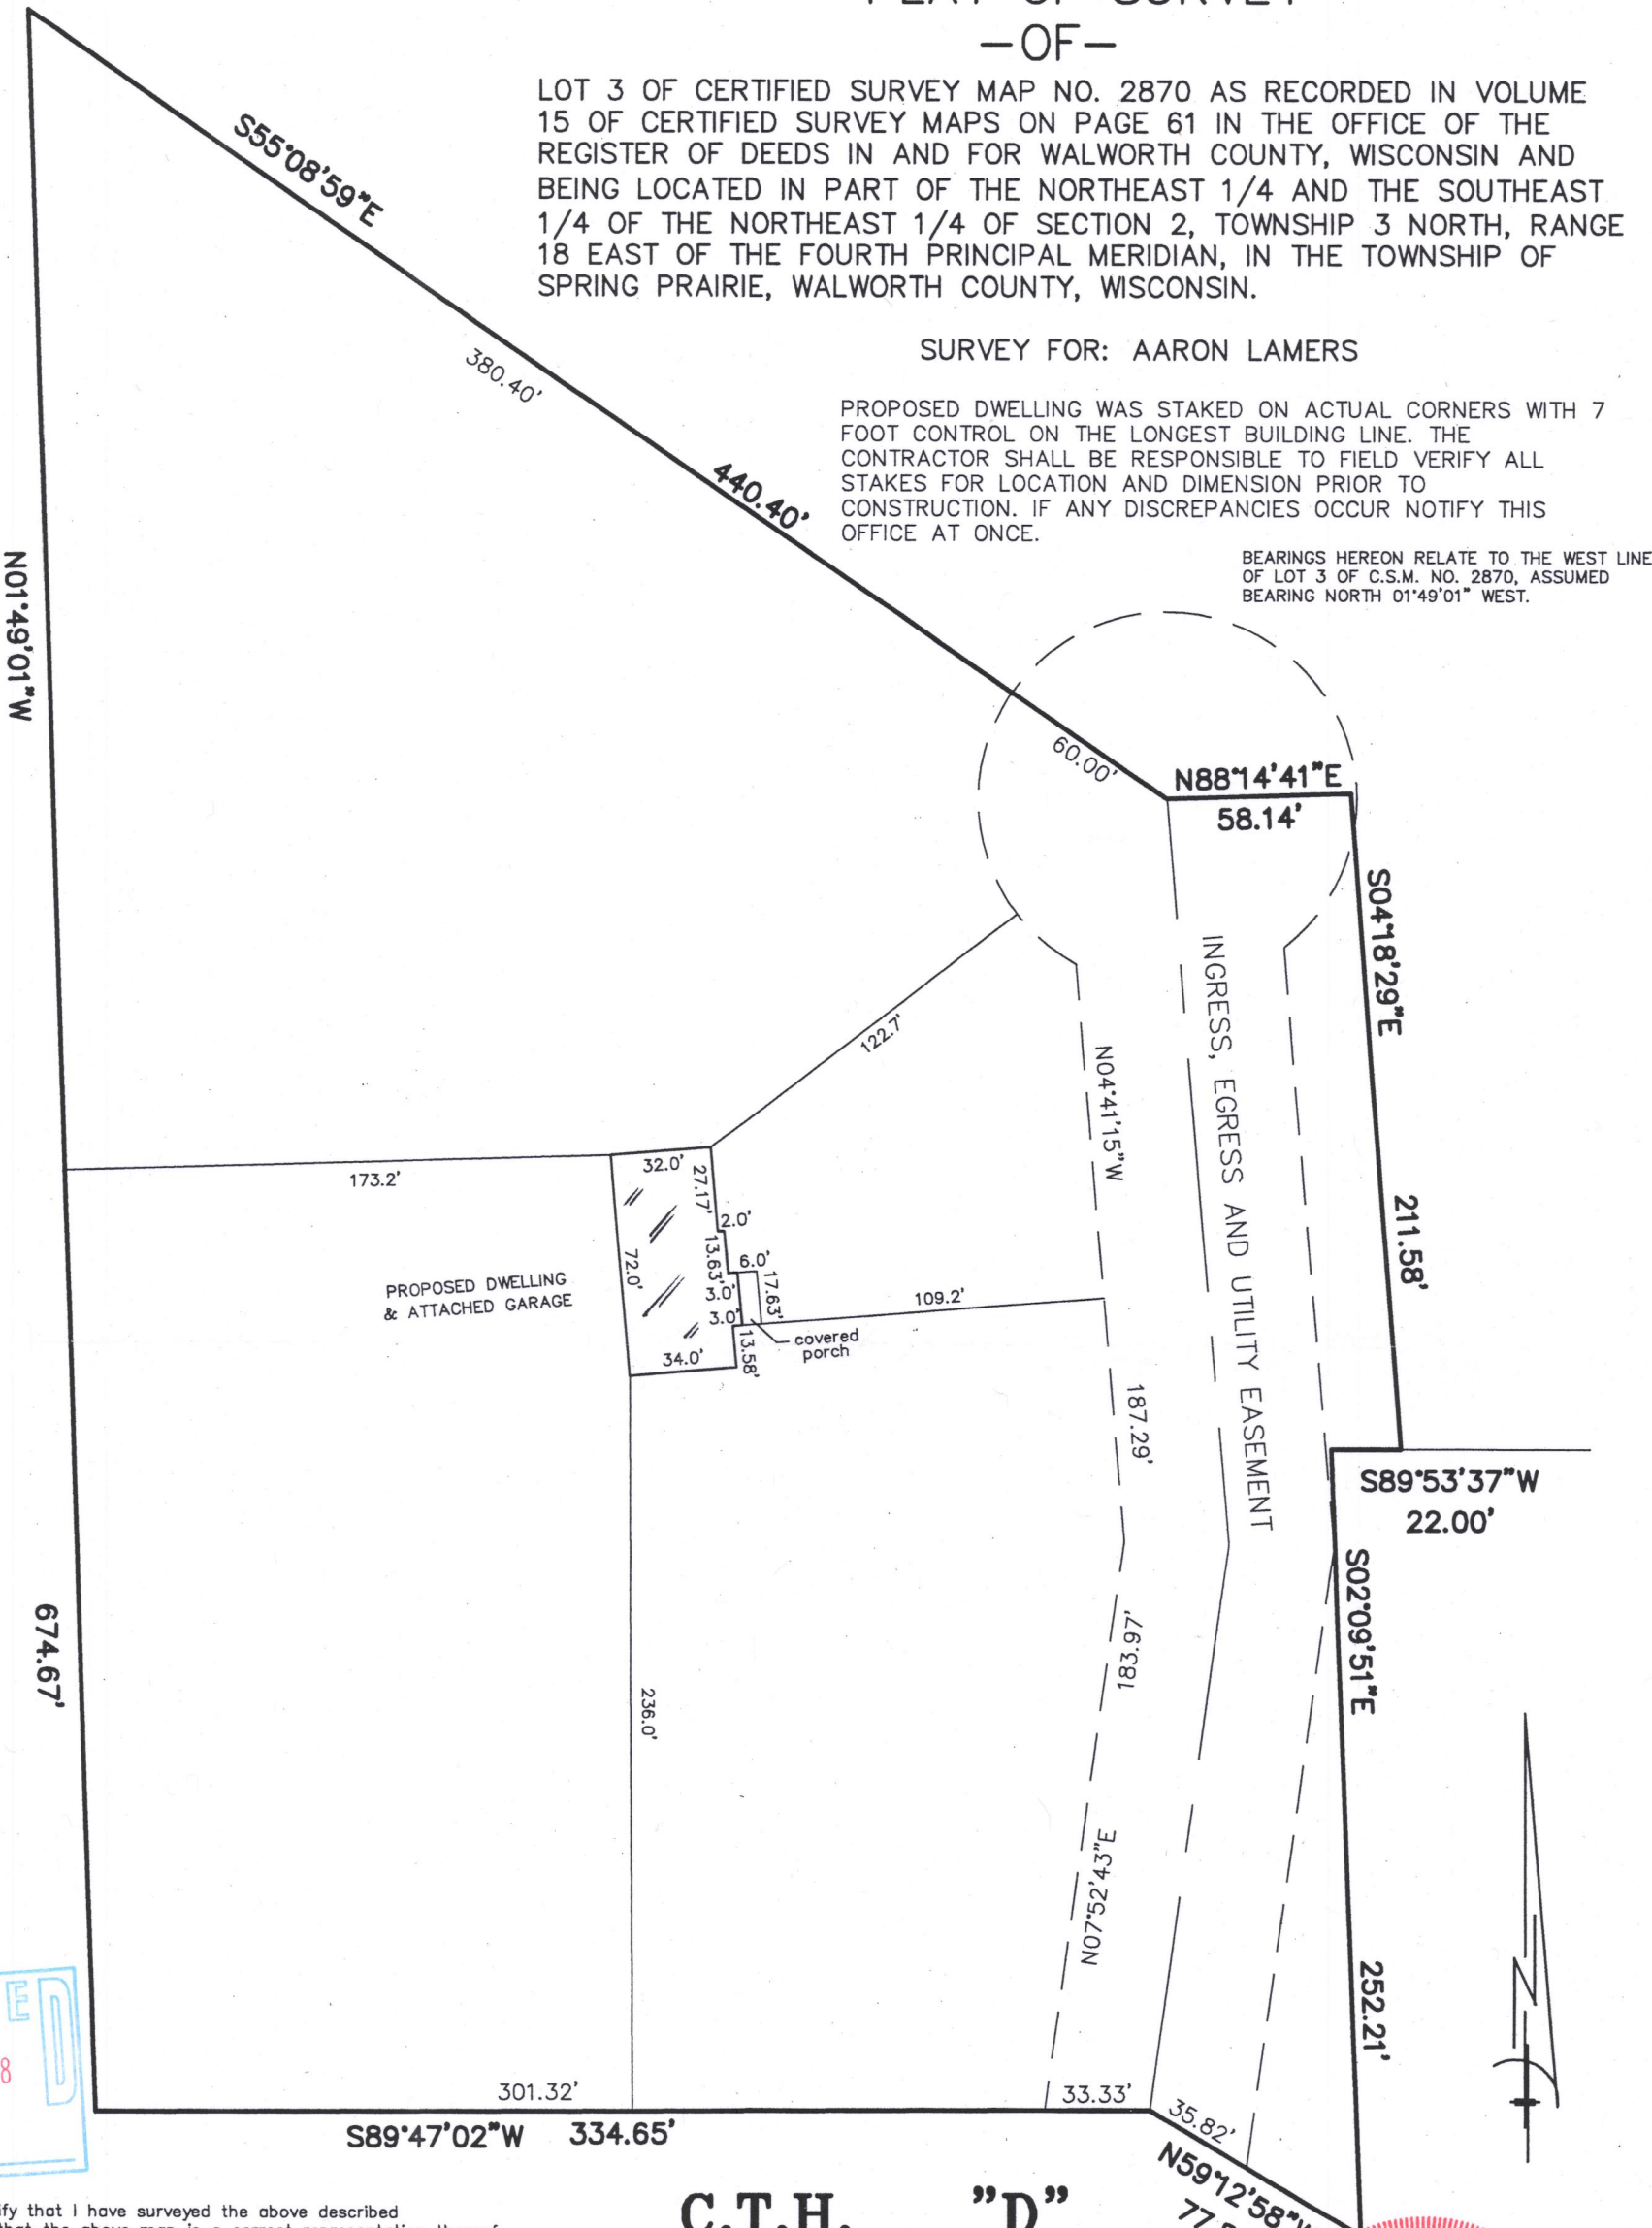 -OF-
LOT 3 OF CERTIFIED SURVEY MAP NO. 2870 AS RECORDED IN VOLUME
15 OF CERTIFIED SURVEY MAPS ON PAGE 61 IN THE OFFICE OF THE
REGISTER OF DEEDS IN AND FOR WALWORTH COUNTY, WISCONSIN AND
BEING LOCATED IN PART OF THE NORTHEAST 1/4 AND THE SOUTHEAST
1/4 OF THE NORTHEAST 1/4 OF SECTION 2, TOWNSHIP 3 NORTH, RANGE
18 EAST OF THE FOURTH PRINCIPAL MERIDIAN, IN THE TOWNSHIP OF
SPRING PRAIRIE, WALWORTH COUNTY, WISCONSIN.
SURVEY FOR: AARON LAMERS
PROPOSED DWELLING WAS STAKED ON ACTUAL CORNERS WITH 7
FOOT CONTROL ON THE LONGEST BUILDING LINE. THE
CONTRACTOR SHALL BE RESPONSIBLE TO FIELD VERIFY ALL
STAKES FOR LOCATION AND DIMENSION PRIOR TO
CONSTRUCTION. IF ANY DISCREPANCIES OCCUR NOTIFY THIS
OFFICE AT ONCE.
BEARINGS HEREON RELATE TO THE WEST LINE
OF LOT 3 OF C.S.M. NO. 2870, ASSUMED
BEARING NORTH 01°49'01" WEST.
S55°08'59"E
380.40'
440.40'
60.00'
N01°49'01"W
674.67'
N88°14'41"E
58.14'
S04°18'29"E
211.58'
INGRESS, EGRESS AND UTILITY EASEMENT
N04°41'15"W
187.29'
122.7'
173.2'
32.0'
27.17'
2.0'
13.63'
6.0'
17.63'
3.0'
3.0'
72.0'
34.0'
13.58'
109.2'
covered
porch
PROPOSED DWELLING
& ATTACHED GARAGE
S89°53'37"W
22.00'
S02°09'51"E
252.21'
183.97'
N07°52'43"E
236.0'
N
301.32'
33.33'
35.82'
S89°47'02"W 334.65'
N59°12'58"W
C.T.H. "D"
ED
8
ify that I have surveyed the above described